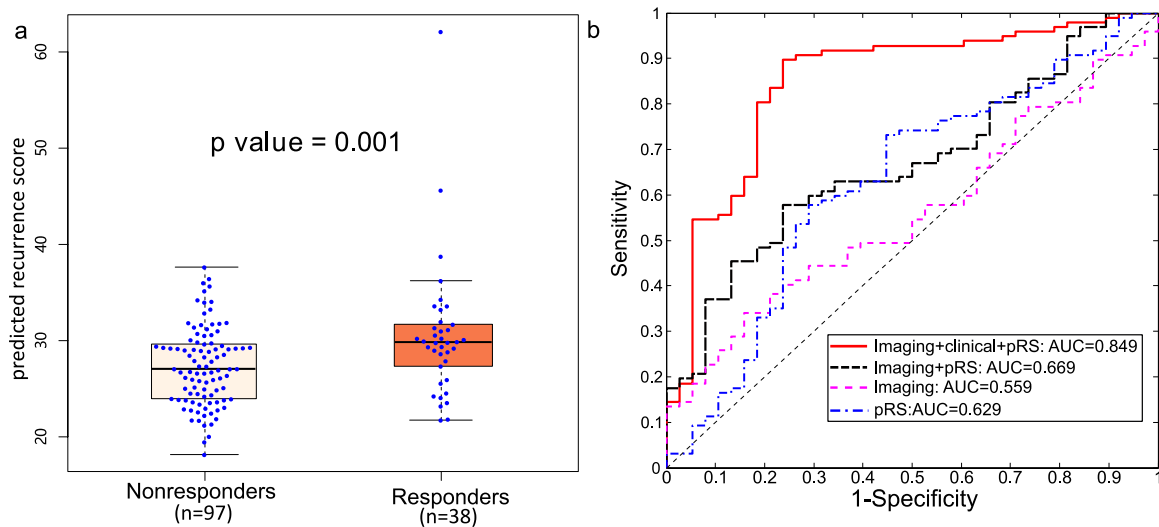 a
predicted recurrence score
60
50
40
30
20
p value = 0.001
Nonresponders
(n=97)
Responders
(n=38)
b
Sensitivity
1
0.9
0.8
0.7
0.6
0.5
0.4
0.3
0.2
0.1
0
Imaging+clinical+pRS: AUC=0.849
Imaging+pRS: AUC=0.669
Imaging: AUC=0.559
pRS:AUC=0.629
0 0.1 0.2 0.3 0.4 0.5 0.6 0.7 0.8 0.9 1
1-Specificity